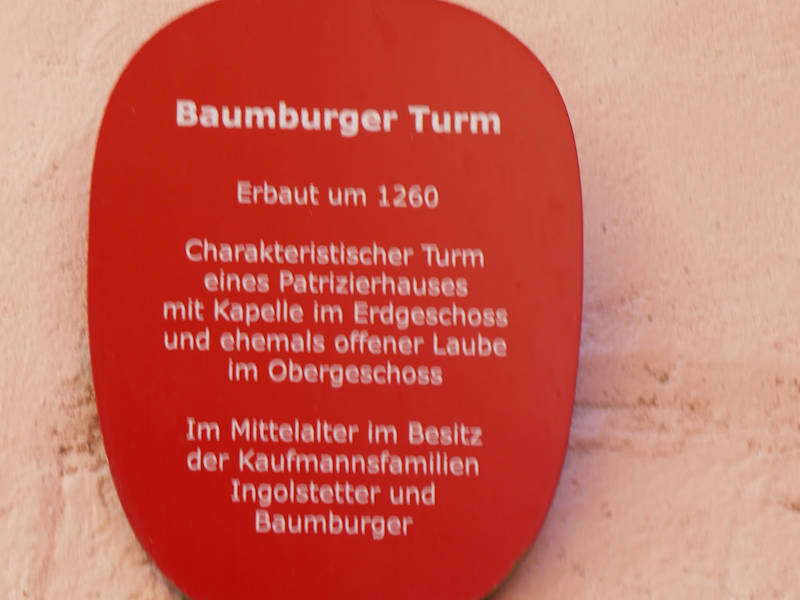 Baumburger Turm
Erbaut um 1260
Charakteristischer Turm
eines Patrizierhauses
mit Kapelle im Erdgeschoss
und ehemals offener Laube
im Obergeschoss
Im Mittelalter im Besitz
der Kaufmannsfamilien
Ingolstetter und
Baumburger